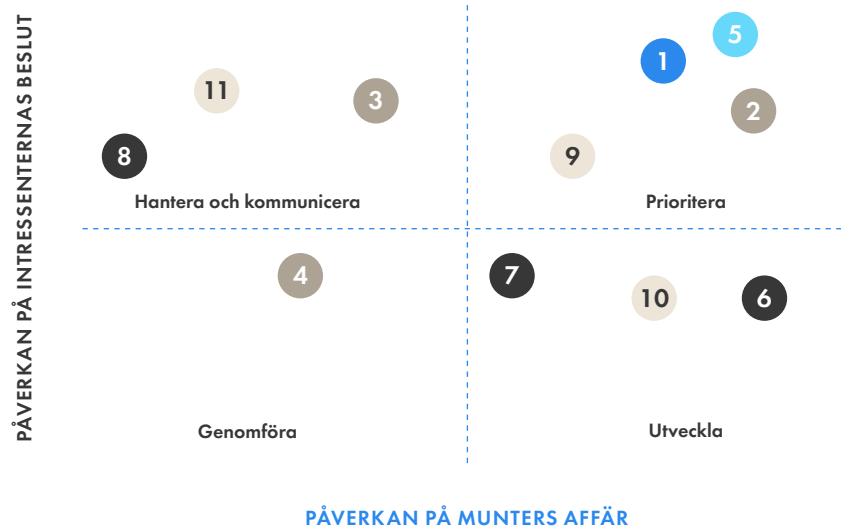 PÅVERKAN PÅ INTRESSENTERNAS BESLUT
5
1
11
3
2
8
9
Hantera och kommunicera
Prioritera
4
7
10
6
Genomföra
Utveckla
PÅVERKAN PÅ MUNTERS AFFÄR